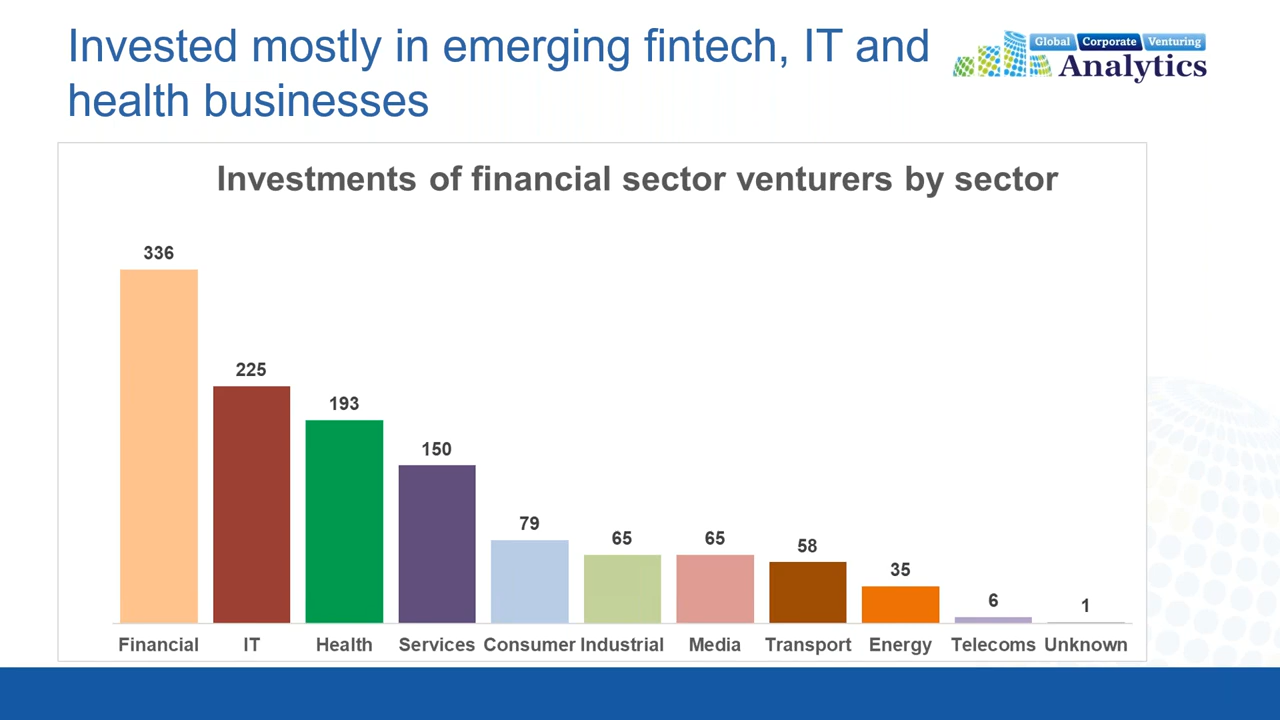 Invested mostly in emerging fintech, IT and
health businesses
Global Corporate Venturing
Analytics
Investments of financial sector venturers by sector
336
225
193
150
79
65
65
58
35
6
1
Financial IT Health Services Consumer Industrial Media Transport Energy Telecoms Unknown